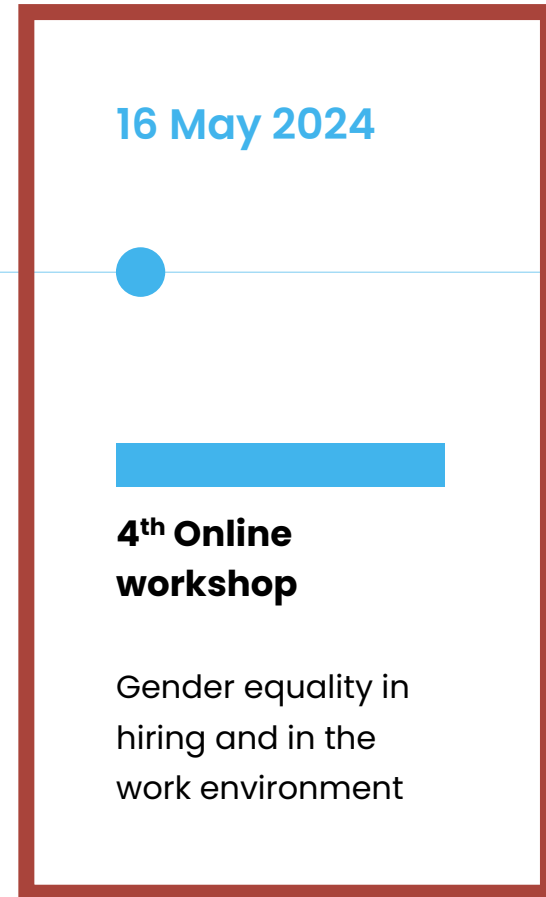 16 May 2024
4th Online
workshop
Gender equality in
hiring and in the
work environment